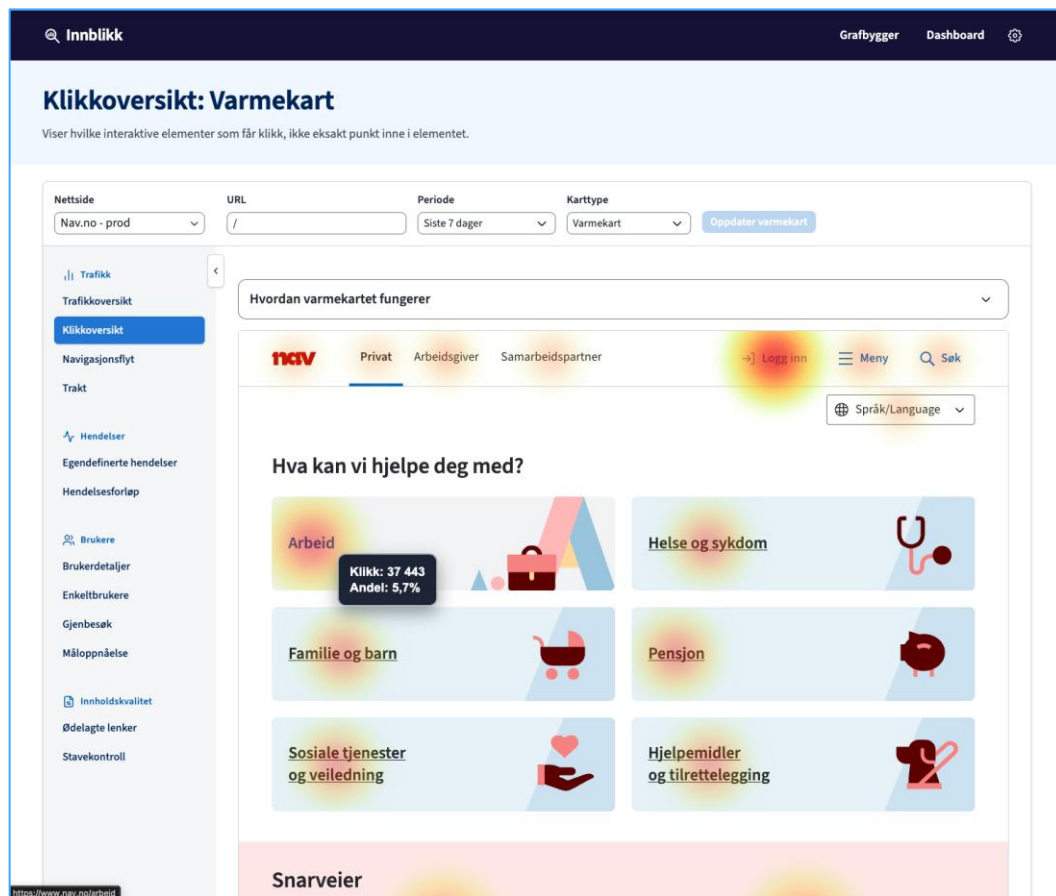 Innblikk
Grafbygger
Dashboard
Klikkoversikt: Varmekart
Viser hvilke interaktive elementer som får klikk, ikke eksakt punkt inne i elementet.
Nettside
URL
Periode
Karttype
Nav.no - prod
/
Siste 7 dager
Varmekart
Oppdater varmekart
Trafikk
Trafikkoversikt
Klikkoversikt
Navigasjonsflyt
Trakt
Hendelser
Egendefinerte hendelser
Hendelsesforløp
Brukere
Brukerdetaljer
Enkeltbrukere
Gjenbesøk
Måloppnåelse
Innholdskvalitet
Ødelagte lenker
Stavekontroll
Hvordan varmekartet fungerer
nav
Privat
Arbeidsgiver
Samarbeidspartner
Logg inn
Meny
Søk
Språk/Language
Hva kan vi hjelpe deg med?
Arbeid
Klikk: 37 443
Andel: 5,7%
Helse og sykdom
Familie og barn
Pensjon
Sosiale tjenester
og veiledning
Hjelpemidler
og tilrettelegging
Snarveier
https://www.nav.no/arbeid